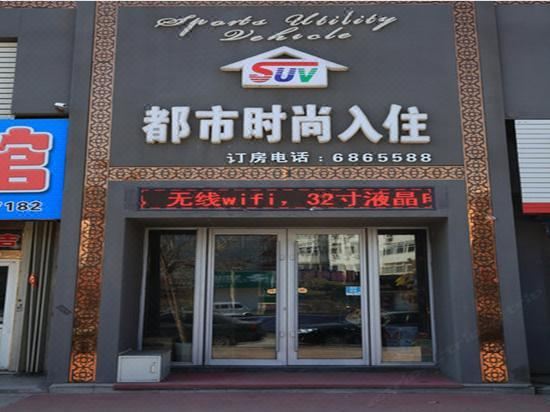 Sports Utility
Vehicle
SUV
都市时尚入住
订房电话：6865588
无线wifi，32寸液晶
馆
182